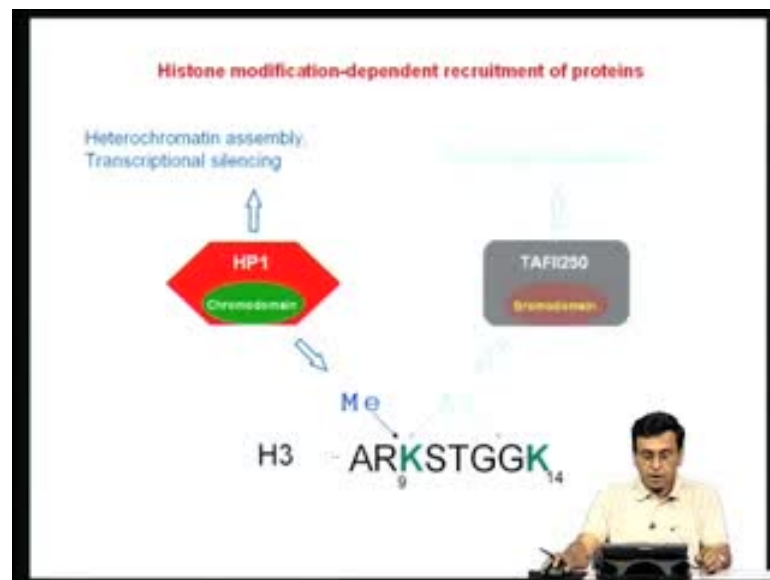 Histone modification-dependent recruitment of proteins
Heterochromatin assembly,
Transcriptional silencing
HP1
Chromodomain
TAFII250
Bromodomain
Me
H3 ARKSTGGK
9
14